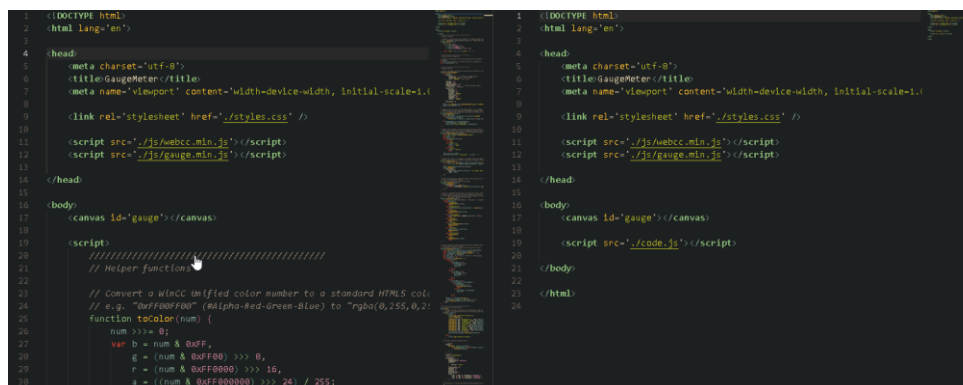 1 <!DOCTYPE html>
2 <html lang='en'>
3
4 <head>
5 <meta charset='utf-8'>
6 <title>GaugeMeter</title>
7 <meta name='viewport' content='width=device-width, initial-scale=1.0
8
9 <link rel='stylesheet' href='./styles.css' />
10
11 <script src='./js/webcc.min.js'></script>
12 <script src='./js/gauge.min.js'></script>
13
14 </head>
15
16 <body>
17 <canvas id='gauge'></canvas>
18
19 <script>
20 ////////////////////////////////////////////
21 // Helper functions
22
23 // Convert a WinCC Unified color number to a standard HTML5 colo
24 // e.g. "0xFF00FF00" (#Alpha-Red-Green-Blue) to "rgba(0,255,0,25
25 function toColor(num) {
26 num >>>= 0;
27 var b = num & 0xFF,
28 g = (num & 0xFF00) >>> 8,
29 r = (num & 0xFF0000) >>> 16,
30 a = ((num & 0xFF000000) >>> 24) / 255;
1 <!DOCTYPE html>
2 <html lang='en'>
3
4 <head>
5 <meta charset='utf-8'>
6 <title>GaugeMeter</title>
7 <meta name='viewport' content='width=device-width, initial-scale=1.0
8
9 <link rel='stylesheet' href='./styles.css' />
10
11 <script src='./js/webcc.min.js'></script>
12 <script src='./js/gauge.min.js'></script>
13
14 </head>
15
16 <body>
17 <canvas id='gauge'></canvas>
18
19 <script src='./code.js'></script>
20
21 </body>
22
23 </html>
24